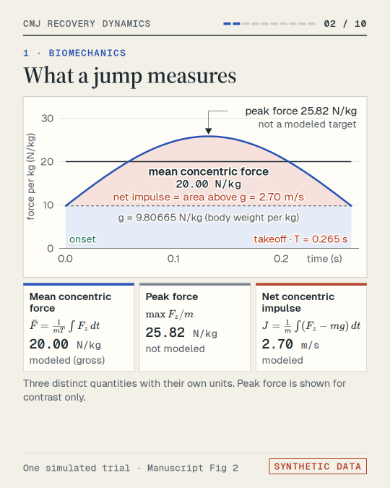 CMJ RECOVERY DYNAMICS
02 / 10
1 · BIOMECHANICS
What a jump measures
peak force 25.82 N/kg
not a modeled target
force per kg (N/kg)
30
20
10
0
mean concentric force
20.00 N/kg
net impulse = area above g = 2.70 m/s
g = 9.80665 N/kg (body weight per kg)
onset
takeoff · T = 0.265 s
0.0
0.1
0.2
time (s)
Mean concentric
force
F̄ = 1/(mT) ∫ F_z dt
20.00 N/kg
modeled (gross)
Peak force
max F_z/m
25.82 N/kg
not modeled
Net concentric
impulse
J = 1/m ∫(F_z − mg) dt
2.70 m/s
modeled
Three distinct quantities with their own units. Peak force is shown for
contrast only.
One simulated trial · Manuscript Fig 2
SYNTHETIC DATA